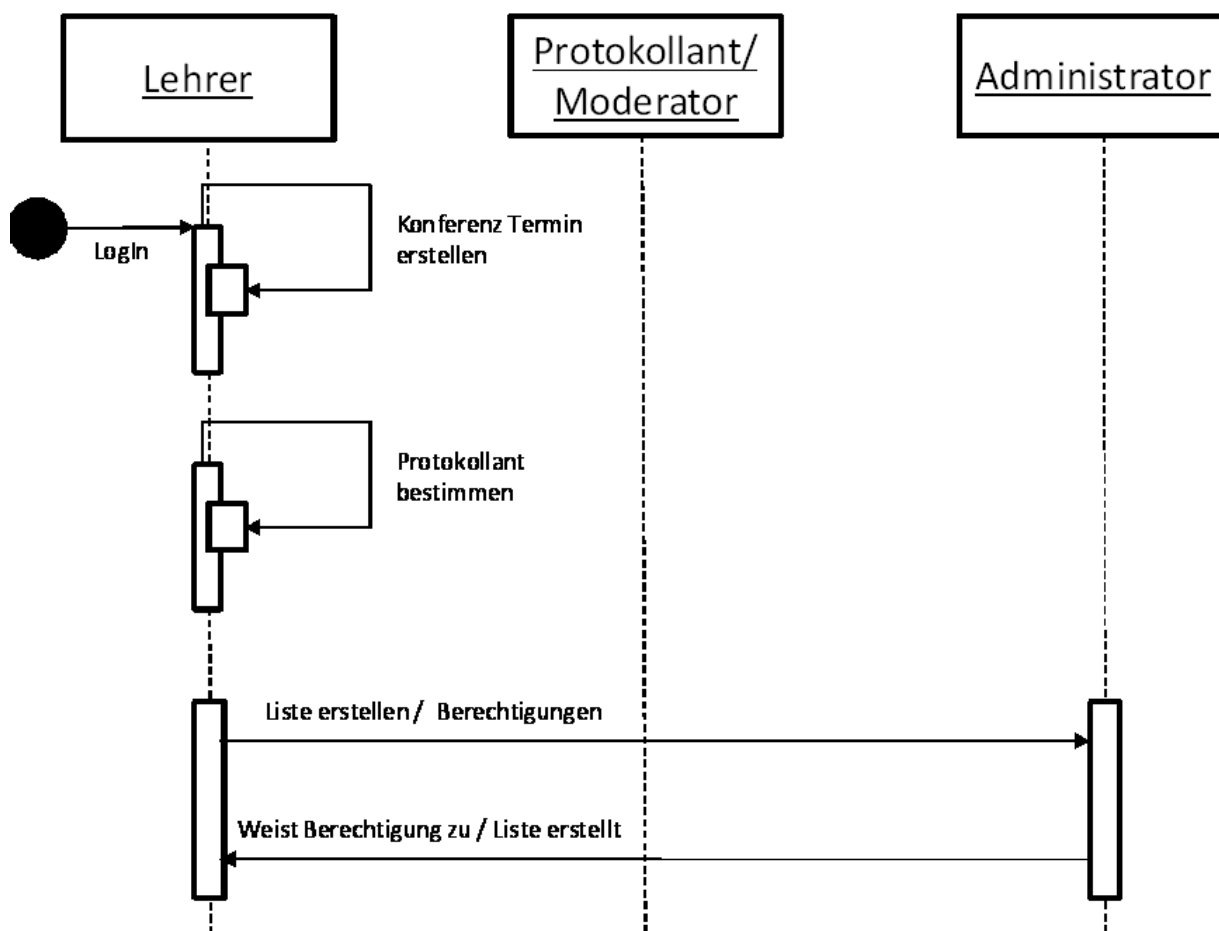 Lehrer
Protokollant/
Moderator
Administrator
LogIn
Konferenz Termin
erstellen
Protokollant
bestimmen
Liste erstellen / Berechtigungen
Weist Berechtigung zu / Liste erstellt